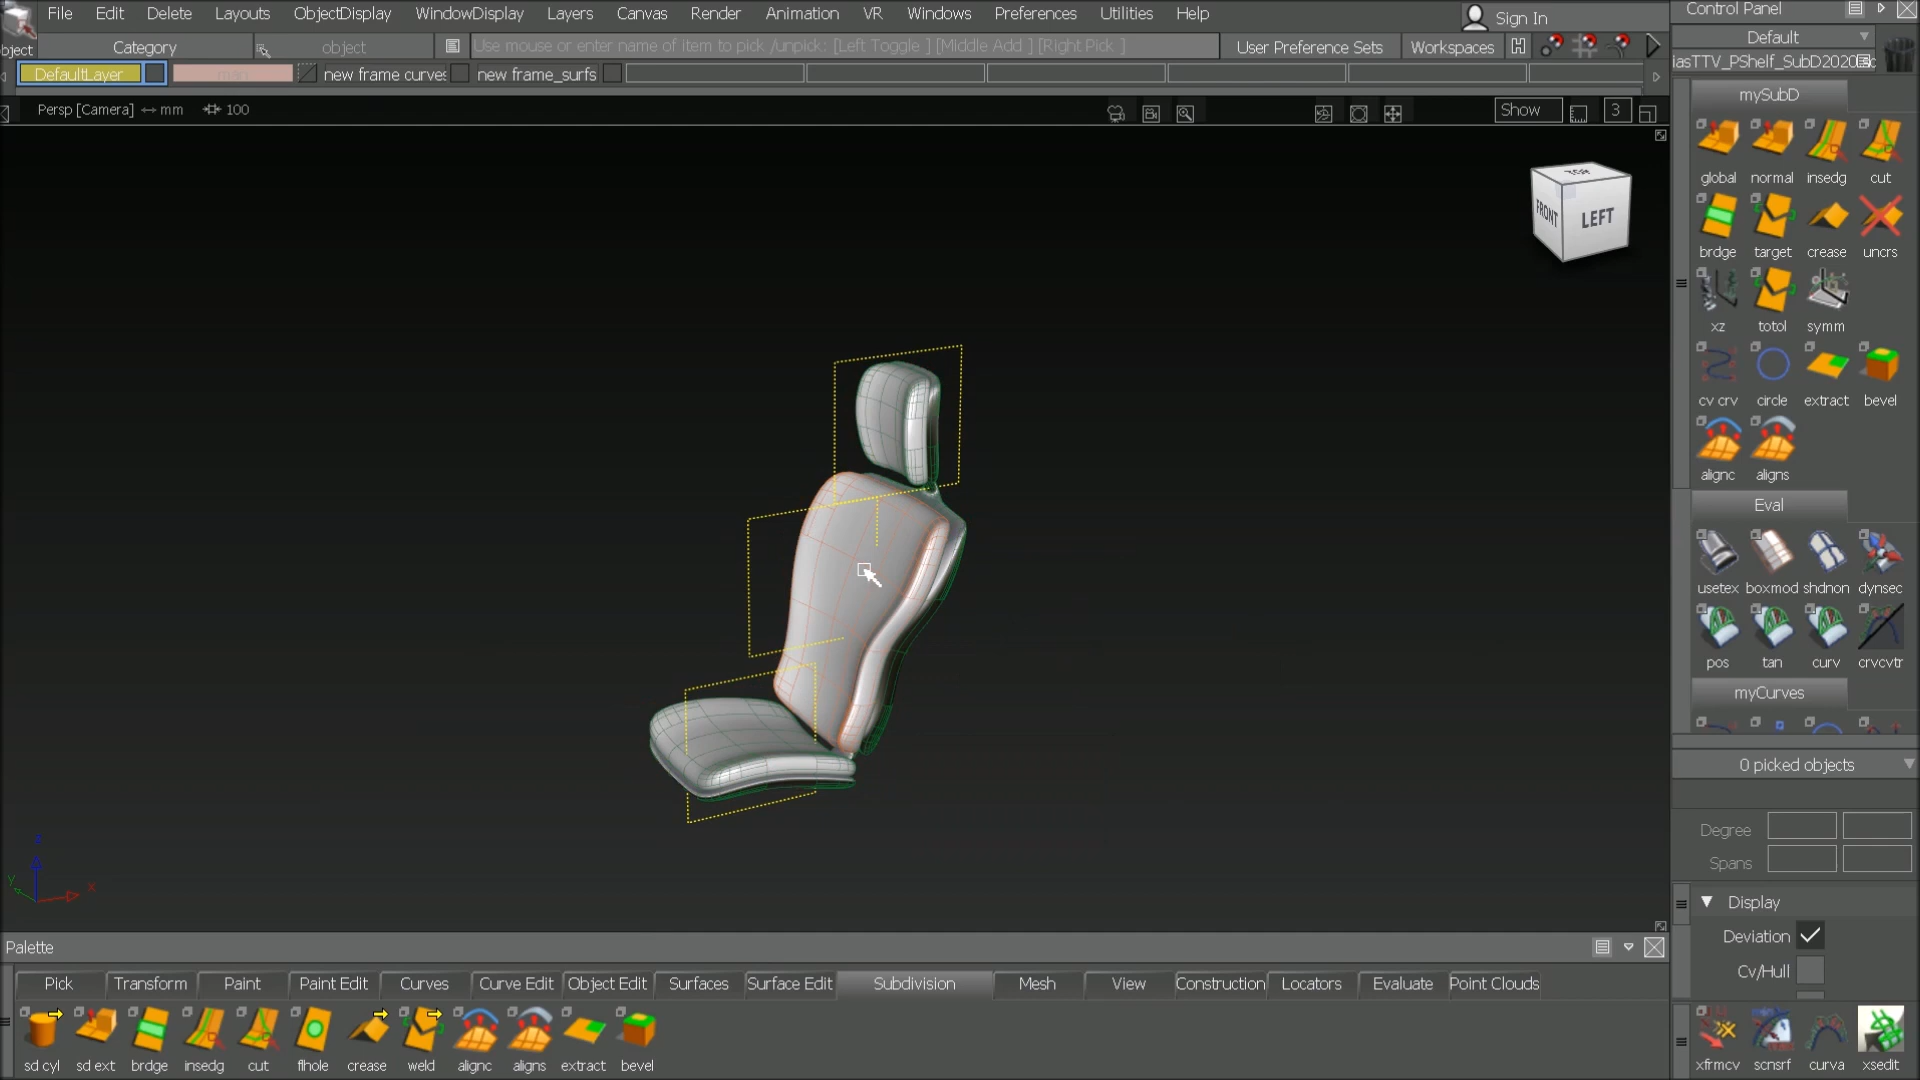 File Edit Delete Layouts ObjectDisplay WindowDisplay Layers Canvas Render Animation VR Windows Preferences Utilities Help
Sign In
Control Panel
bject Category object Use mouse or enter name of item to pick /unpick: [Left Toggle ] [Middle Add ] [Right Pick ] User Preference Sets Workspaces
Default
iasTTV_PShelf_SubD2020
DefaultLayer new frame curves new frame_surfs
Persp [Camera] mm 100 Show 3
mySubD
TOP
FRONT LEFT
global normal insedg cut
brdge target crease uncrs
xz totol symm
cv crv circle extract bevel
alignc aligns
Eval
usetex boxmod shdnon dynsec
pos tan curv crvcvtr
myCurves
0 picked objects
Degree
Spans
Display
Deviation
Cv/Hull
z
y x
Palette
Pick Transform Paint Paint Edit Curves Curve Edit Object Edit Surfaces Surface Edit Subdivision Mesh View Construction Locators Evaluate Point Clouds
sd cyl sd ext brdge insedg cut flhole crease weld alignc aligns extract bevel
xfrmcv scnsrf curva xsedit